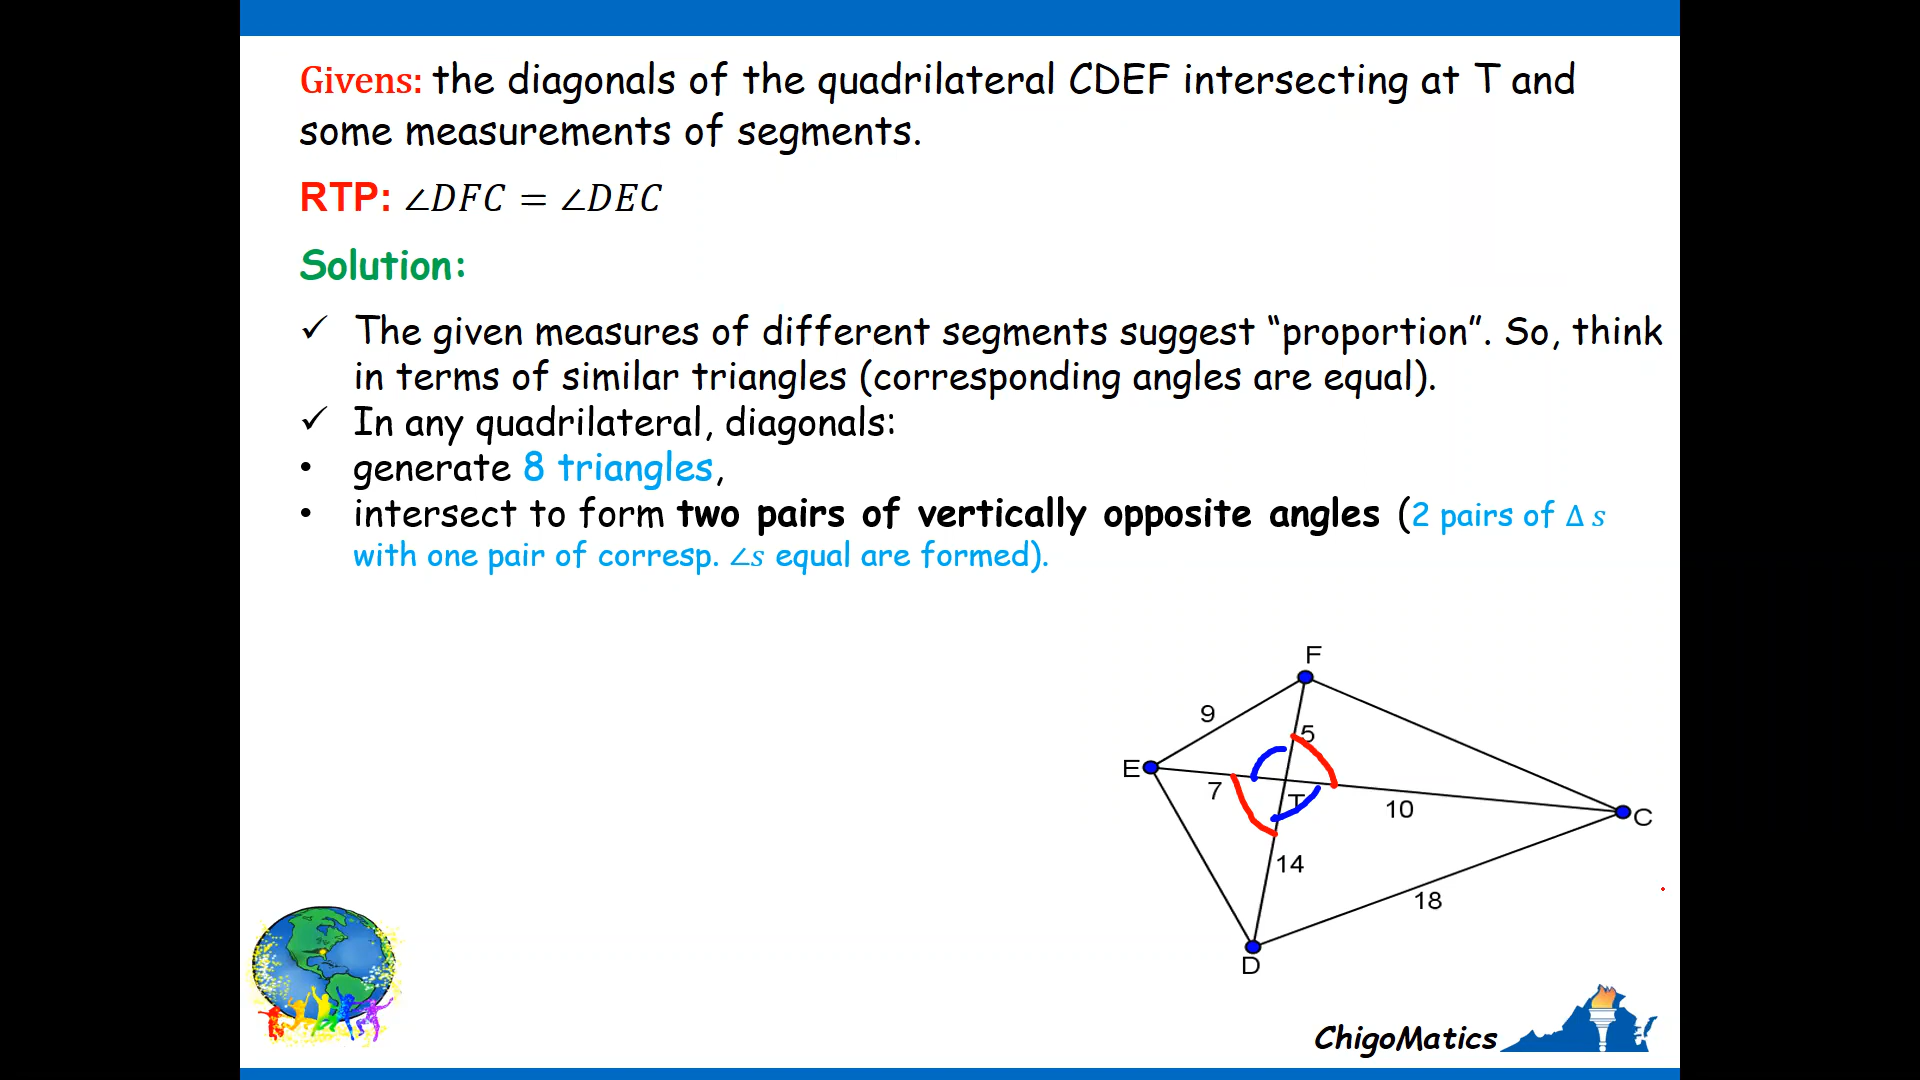 Givens: the diagonals of the quadrilateral CDEF intersecting at T and
some measurements of segments.
RTP: ∠DFC = ∠DEC
Solution:
✓ The given measures of different segments suggest “proportion”. So, think
in terms of similar triangles (corresponding angles are equal).
✓ In any quadrilateral, diagonals:
• generate 8 triangles,
• intersect to form two pairs of vertically opposite angles (2 pairs of Δ s
with one pair of corresp. ∠s equal are formed).
F
9
5
E
7
T
10
C
14
18
D
ChigoMatics